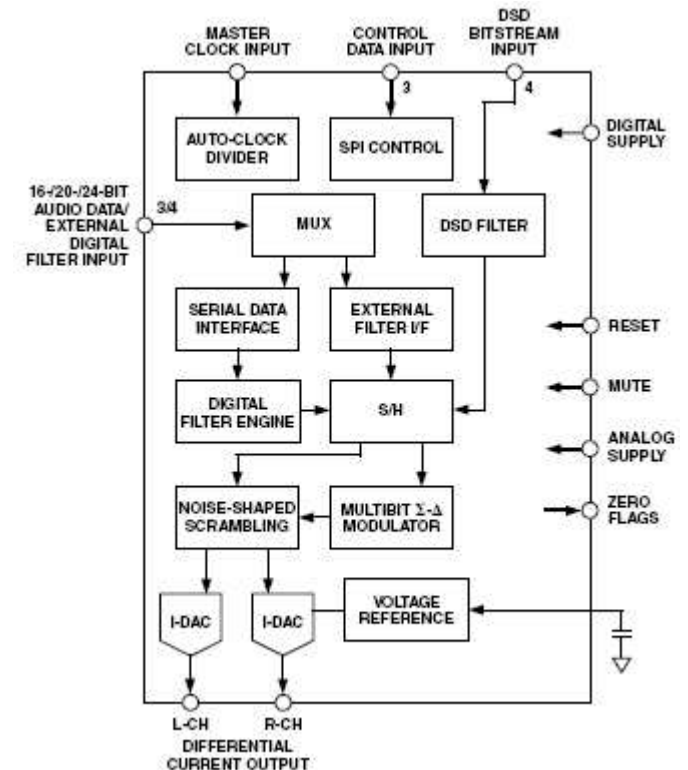 MASTER
CLOCK INPUT
CONTROL
DATA INPUT
DSD
BITSTREAM
INPUT
3
4
AUTO-CLOCK
DIVIDER
SPI CONTROL
DIGITAL
SUPPLY
16-/20-/24-BIT
AUDIO DATA/
EXTERNAL
DIGITAL
FILTER INPUT
3/4
MUX
DSD FILTER
SERIAL DATA
INTERFACE
EXTERNAL
FILTER I/F
RESET
DIGITAL
FILTER ENGINE
S/H
MUTE
ANALOG
SUPPLY
NOISE-SHAPED
SCRAMBLING
MULTIBIT Σ-Δ
MODULATOR
ZERO
FLAGS
I-DAC
I-DAC
VOLTAGE
REFERENCE
L-CH
R-CH
DIFFERENTIAL
CURRENT OUTPUT